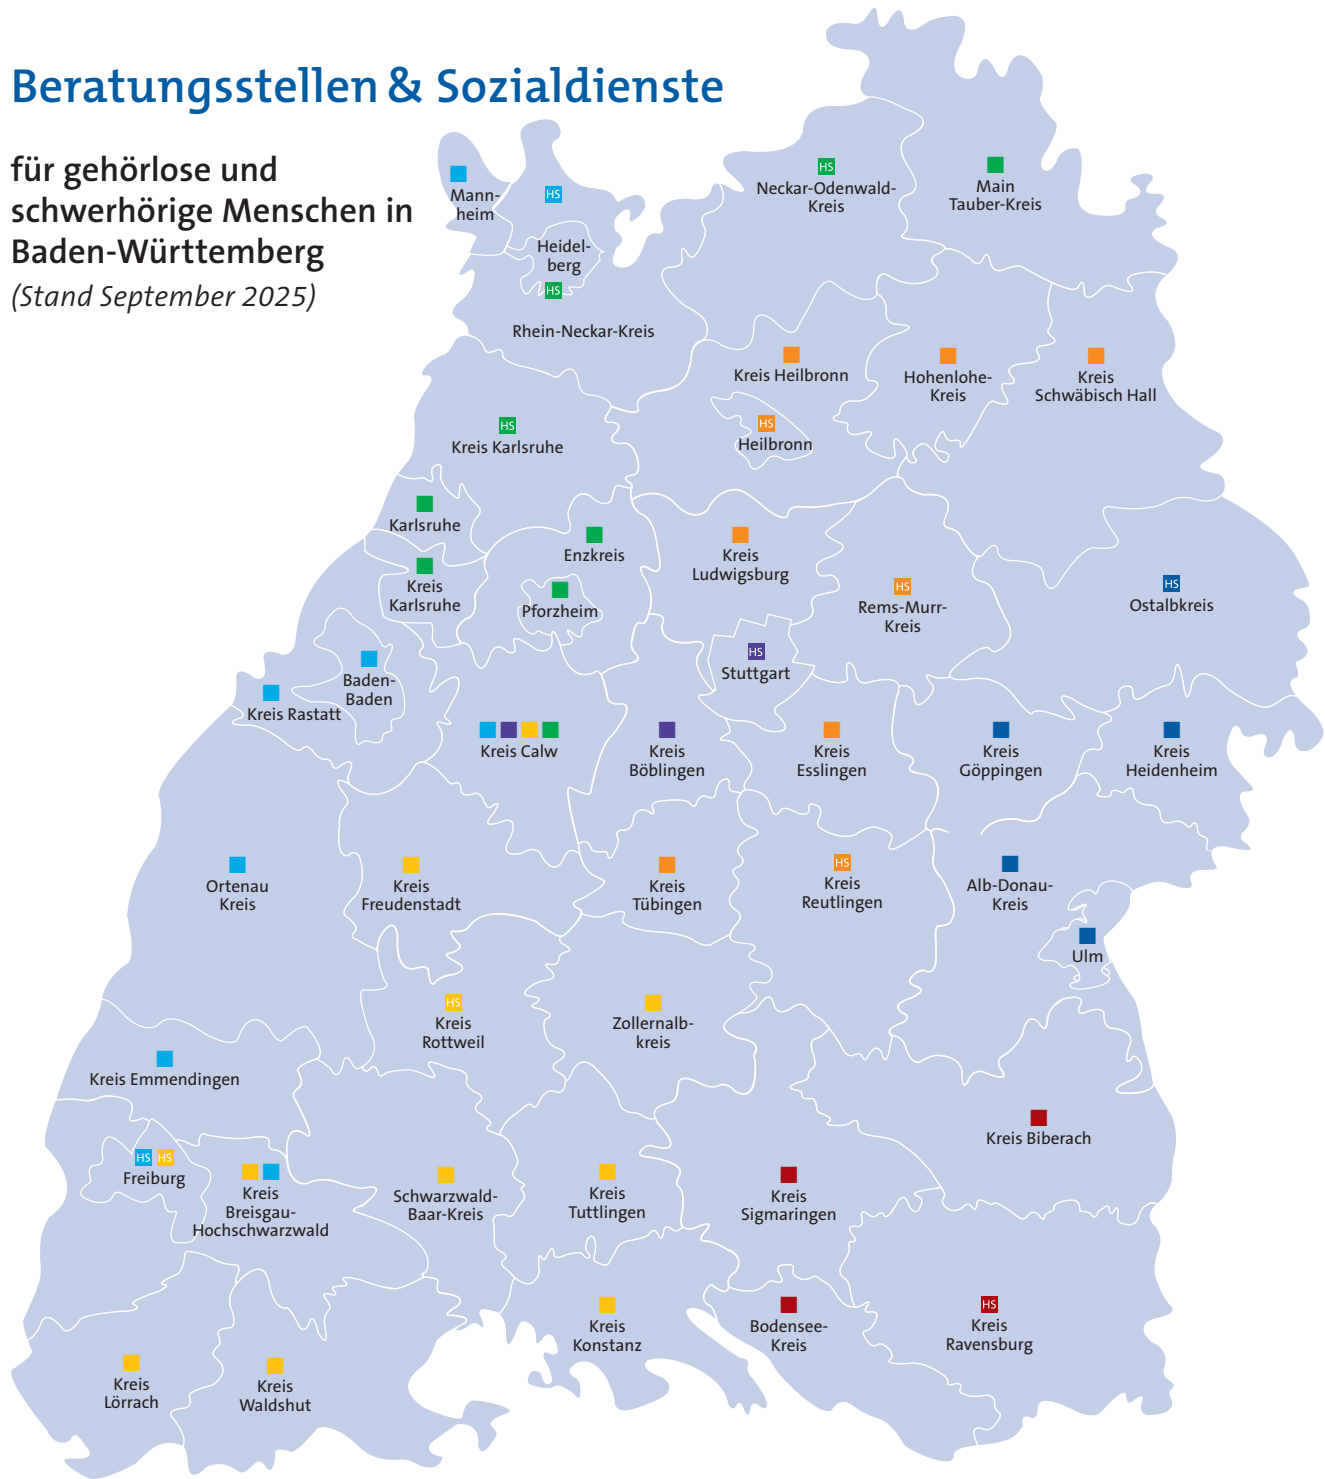 Beratungsstellen & Sozialdienste
für gehörlose und
schwerhörige Menschen in
Baden-Württemberg
(Stand September 2025)
Mann-
heim
HS
Heidel-
berg
HS
Rhein-Neckar-Kreis
HS
Neckar-Odenwald-
Kreis
Main
Tauber-Kreis
Kreis Heilbronn
Hohenlohe-
Kreis
Kreis
Schwäbisch Hall
HS
Kreis Karlsruhe
HS
Heilbronn
Karlsruhe
Kreis
Karlsruhe
Enzkreis
Pforzheim
Kreis
Ludwigsburg
HS
Rems-Murr-
Kreis
HS
Ostalbkreis
HS
Stuttgart
Baden-
Baden
Kreis Rastatt
Kreis Calw
Kreis
Böblingen
Kreis
Esslingen
Kreis
Göppingen
Kreis
Heidenheim
Ortenau
Kreis
Kreis
Freudenstadt
Kreis
Tübingen
HS
Kreis
Reutlingen
Alb-Donau-
Kreis
Ulm
HS
Kreis
Rottweil
Zollernalb-
kreis
Kreis Emmendingen
Kreis Biberach
HS HS
Freiburg
Kreis
Breisgau-
Hochschwarzwald
Schwarzwald-
Baar-Kreis
Kreis
Tuttlingen
Kreis
Sigmaringen
Kreis
Konstanz
Bodensee-
Kreis
HS
Kreis
Ravensburg
Kreis
Lörrach
Kreis
Waldshut